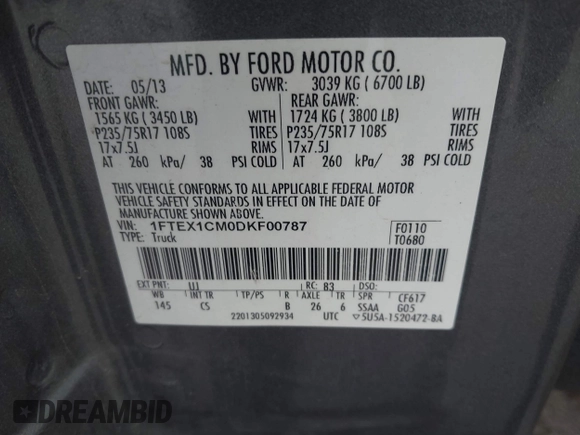 MFD. BY FORD MOTOR CO.
DATE: 05/13 GVWR: 3039 KG ( 6700 LB)
FRONT GAWR: REAR GAWR:
1565 KG ( 3450 LB) WITH 1724 KG ( 3800 LB) WITH
P235/75R17 108S TIRES P235/75R17 108S TIRES
17x7.5J RIMS 17x7.5J RIMS
AT 260 kPa/ 38 PSI COLD AT 260 kPa/ 38 PSI COLD
THIS VEHICLE CONFORMS TO ALL APPLICABLE FEDERAL MOTOR
VEHICLE SAFETY STANDARDS IN EFFECT ON THE DATE OF
MANUFACTURE SHOWN ABOVE.
VIN: 1FTEX1CM0DKF00787 F0110
TYPE: Truck T0680
EXT PNT: UJ RC: 83 DSO:
WB INT TR TP/PS R AXLE TR SPR CF617
145 CS B 26 6 SSAA G05
2201305092934 UTC ▽5U5A-1520472-BA
DREAMBID